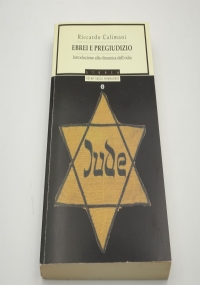 Riccardo Calimani
EBREI E PREGIUDIZIO
Introduzione alla dinamica dell'odio
Jude